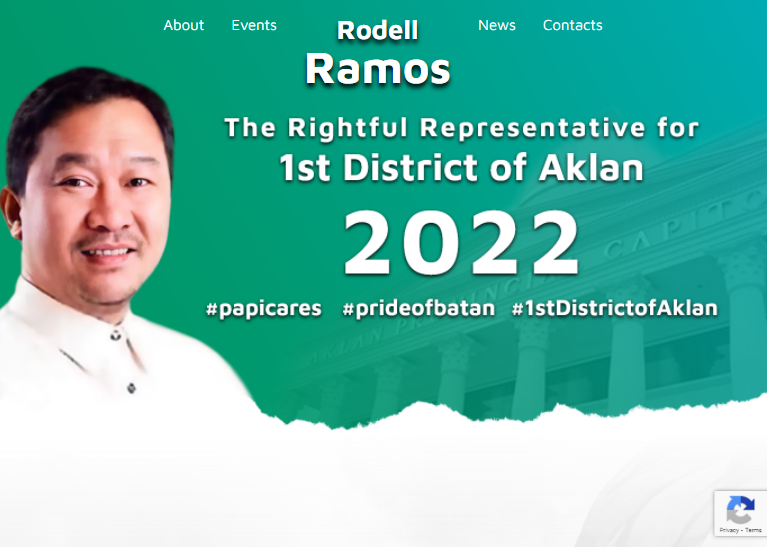 About Events Rodell News Contacts
Ramos
The Rightful Representative for
1st District of Aklan
2022
#papicares #prideofbatan #1stDistrictofAklan
AKLAN PROVINCIAL CAPITOL
Privacy - Terms